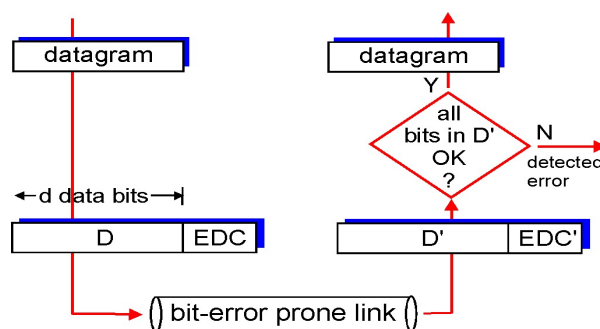 datagram
d data bits
D EDC
bit-error prone link
datagram
Y
all
bits in D'
OK
?
N
detected
error
D' EDC'